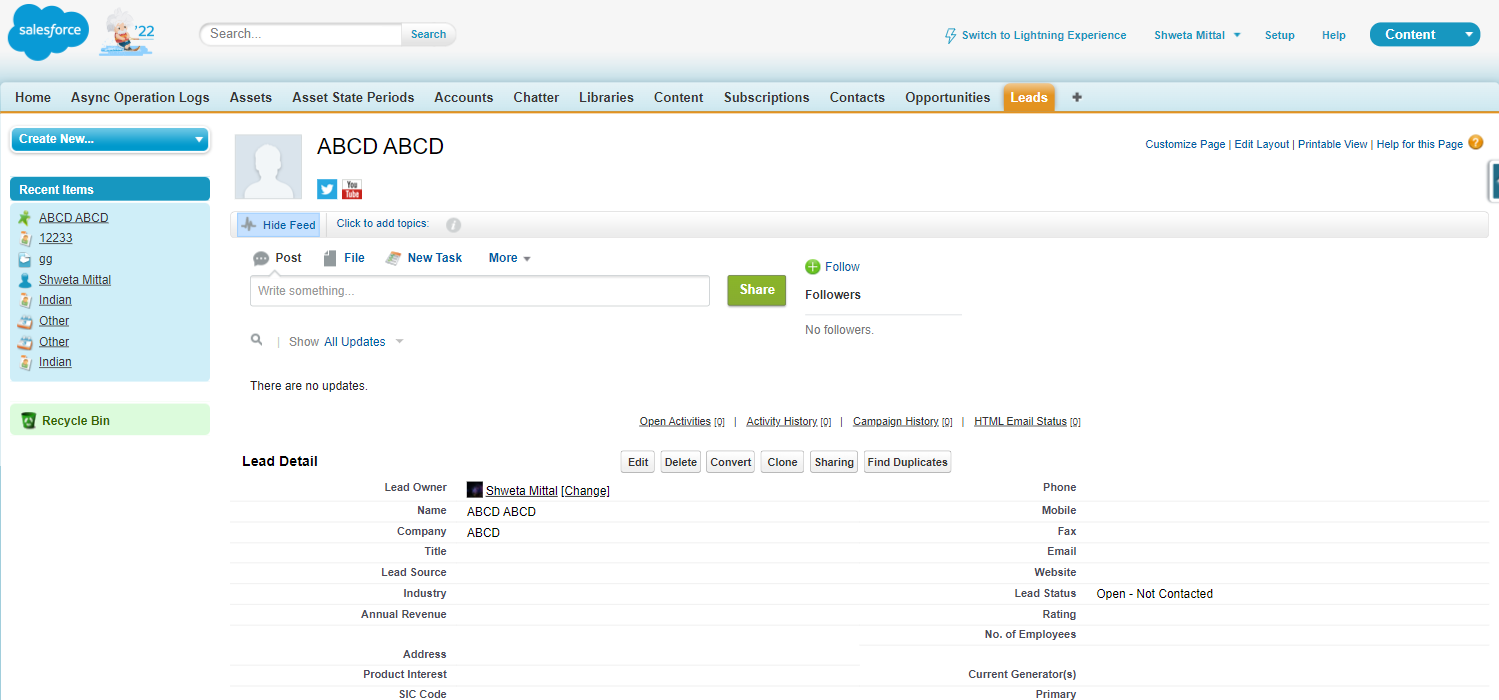 salesforce
'22
Search...
Search
Switch to Lightning Experience
Shweta Mittal
Setup
Help
Content
Home
Async Operation Logs
Assets
Asset State Periods
Accounts
Chatter
Libraries
Content
Subscriptions
Contacts
Opportunities
Leads
+
Create New...
Recent Items
ABCD ABCD
12233
gg
Shweta Mittal
Indian
Other
Other
Indian
Recycle Bin
ABCD ABCD
You Tube
Customize Page | Edit Layout | Printable View | Help for this Page ?
Hide Feed
Click to add topics:
i
Post
File
New Task
More
Write something...
Share
Follow
Followers
No followers.
| Show All Updates
There are no updates.
Open Activities [0] | Activity History [0] | Campaign History [0] | HTML Email Status [0]
Lead Detail
Edit
Delete
Convert
Clone
Sharing
Find Duplicates
Lead Owner Shweta Mittal [Change] Phone
Name ABCD ABCD Mobile
Company ABCD Fax
Title Email
Lead Source Website
Industry Lead Status Open - Not Contacted
Annual Revenue Rating
No. of Employees
Address
Product Interest Current Generator(s)
SIC Code Primary